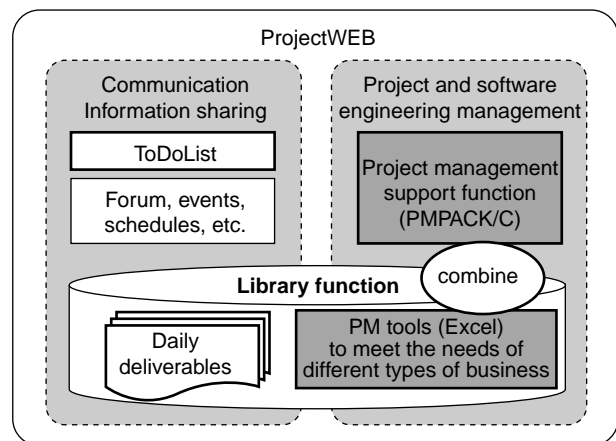 ProjectWEB
Communication
Information sharing
ToDoList
Forum, events,
schedules, etc.
Project and software
engineering management
Project management
support function
(PMPACK/C)
combine
Library function
Daily
deliverables
PM tools (Excel)
to meet the needs of
different types of business